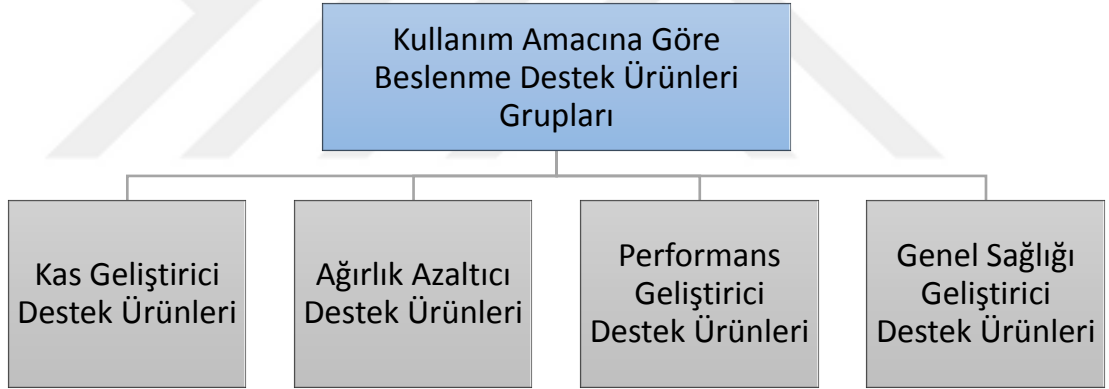 Kullanım Amacına Göre
Beslenme Destek Ürünleri
Grupları
Kas Geliştirici
Destek Ürünleri
Ağırlık Azaltıcı
Destek Ürünleri
Performans
Geliştirici
Destek Ürünleri
Genel Sağlığı
Geliştirici
Destek Ürünleri